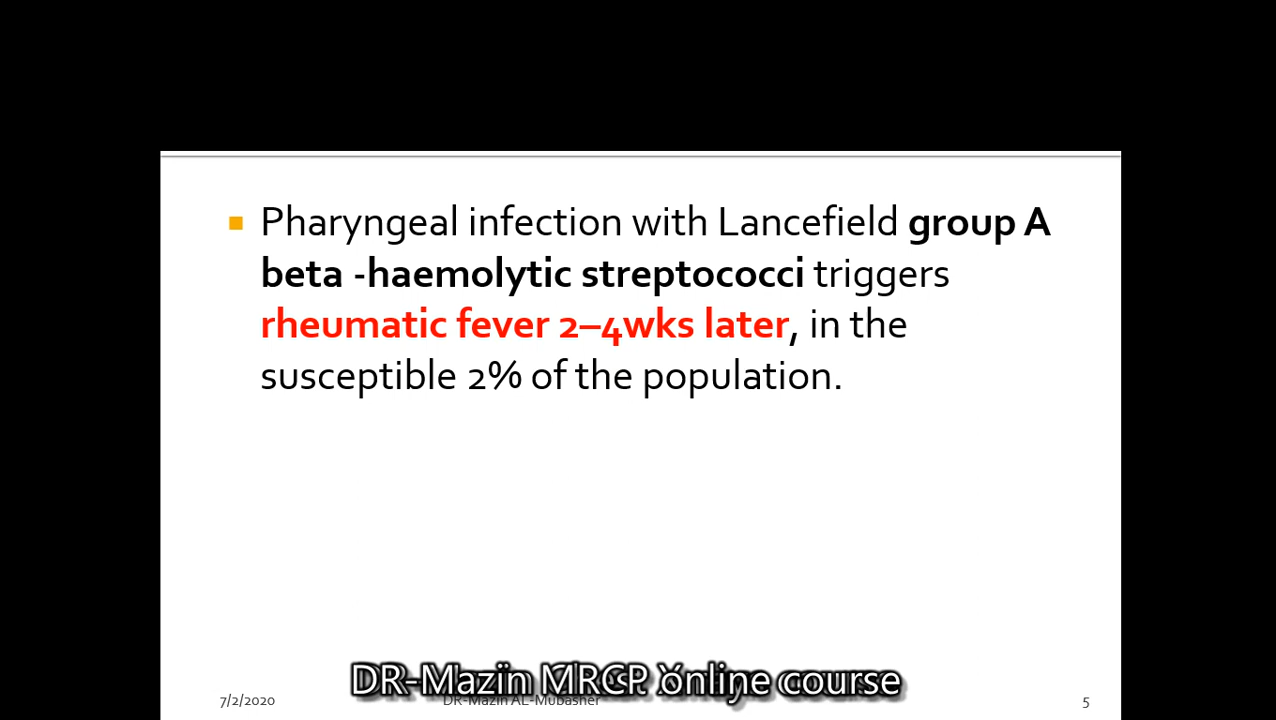 Pharyngeal infection with Lancefield group A
beta -haemolytic streptococci triggers
rheumatic fever 2–4wks later, in the
susceptible 2% of the population.
DR-Mazin MRCP online course
7/2/2020
DR-Mazin AL-Mubasher
5